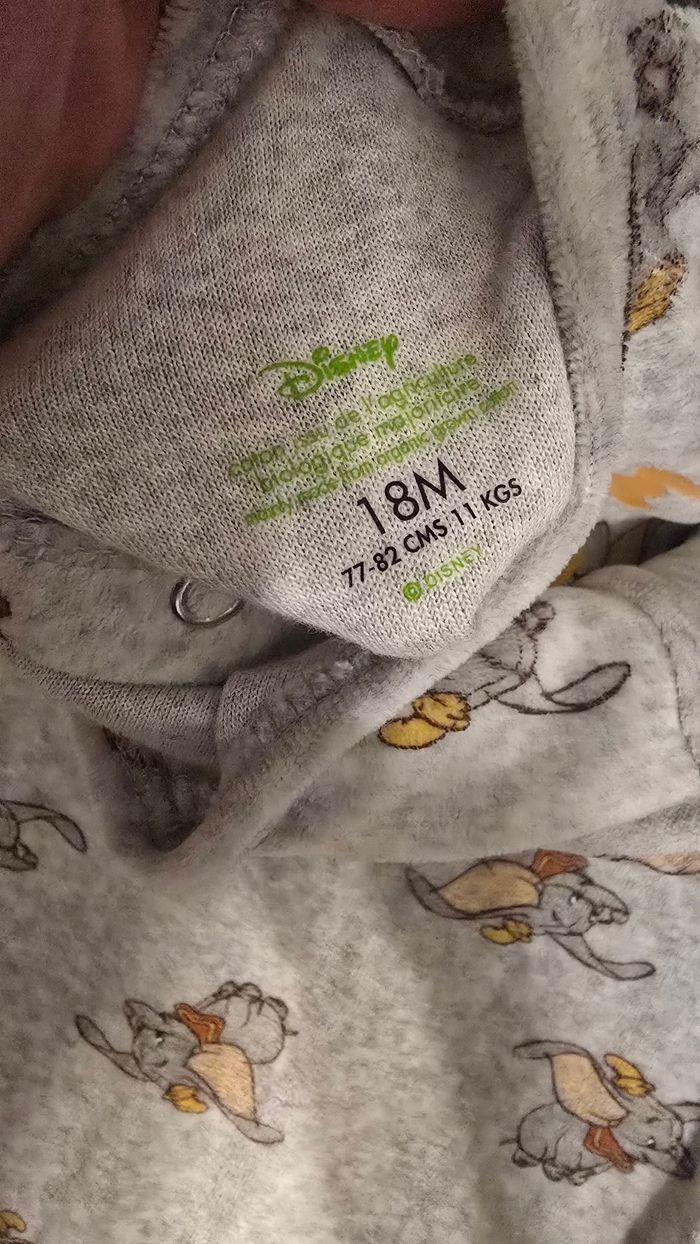 DISNEY
coton issu de l'agriculture
biologique majoritaire
mainly made from organic grown cotton
18M
77-82 CMS 11 KGS
© DISNEY